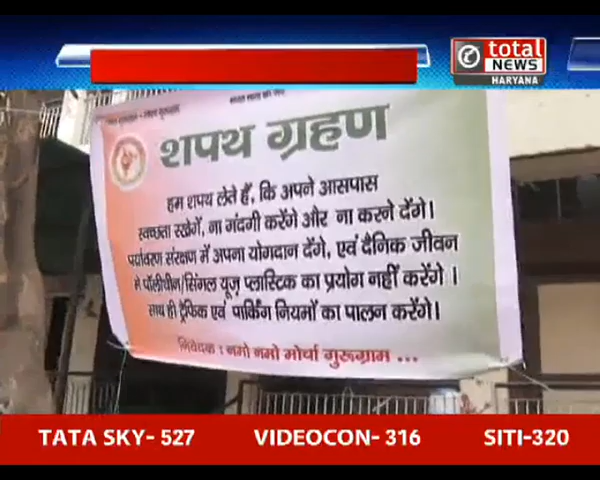 total
NEWS
HARYANA
शपथ ग्रहण
हम शपथ लेते हैं, कि अपने आसपास
स्वच्छता रखेगें, ना गंदगी करेंगे और ना करने देंगे।
पर्यावरण संरक्षण में अपना योगदान देंगे, एवं दैनिक जीवन
में पॉलीथीन/सिंगल यूज़ प्लास्टिक का प्रयोग नहीं करेंगे ।
साथ ही ट्रैफिक एवं पार्किंग नियमों का पालन करेंगे।
निवेदक : नमो नमो मोर्चा गुरूग्राम ...
TATA SKY- 527 VIDEOCON- 316 SITI-320